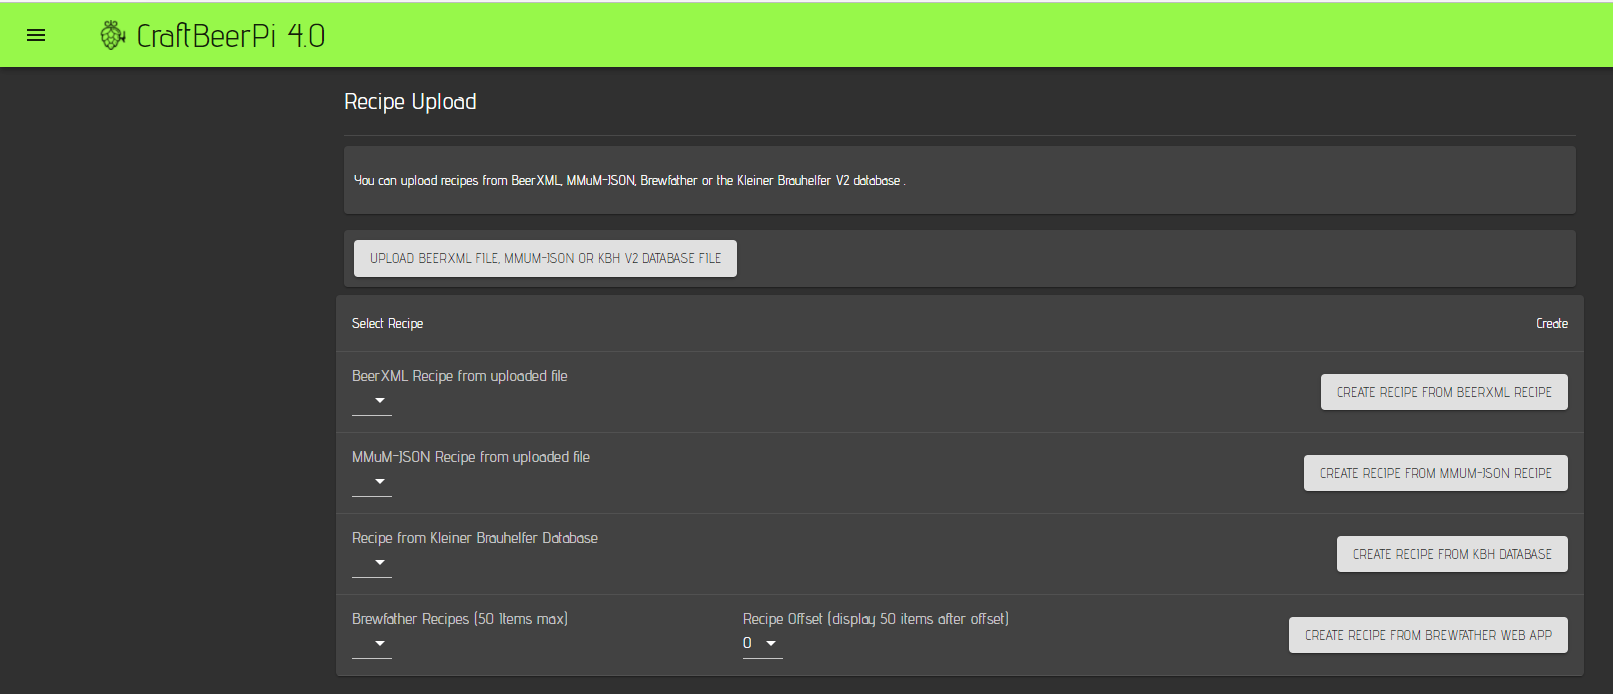 CraftBeerPi 4.0
Recipe Upload
You can upload recipes from BeerXML, MMuM-JSON, Brewfather or the Kleiner Brauhelfer V2 database .
UPLOAD BEERXML FILE, MMUM-JSON OR KBH V2 DATABASE FILE
Select Recipe Create
BeerXML Recipe from uploaded file
CREATE RECIPE FROM BEERXML RECIPE
MMuM-JSON Recipe from uploaded file
CREATE RECIPE FROM MMUM-JSON RECIPE
Recipe from Kleiner Brauhelfer Database
CREATE RECIPE FROM KBH DATABASE
Brewfather Recipes (50 Items max) Recipe Offset (display 50 items after offset)
0
CREATE RECIPE FROM BREWFATHER WEB APP